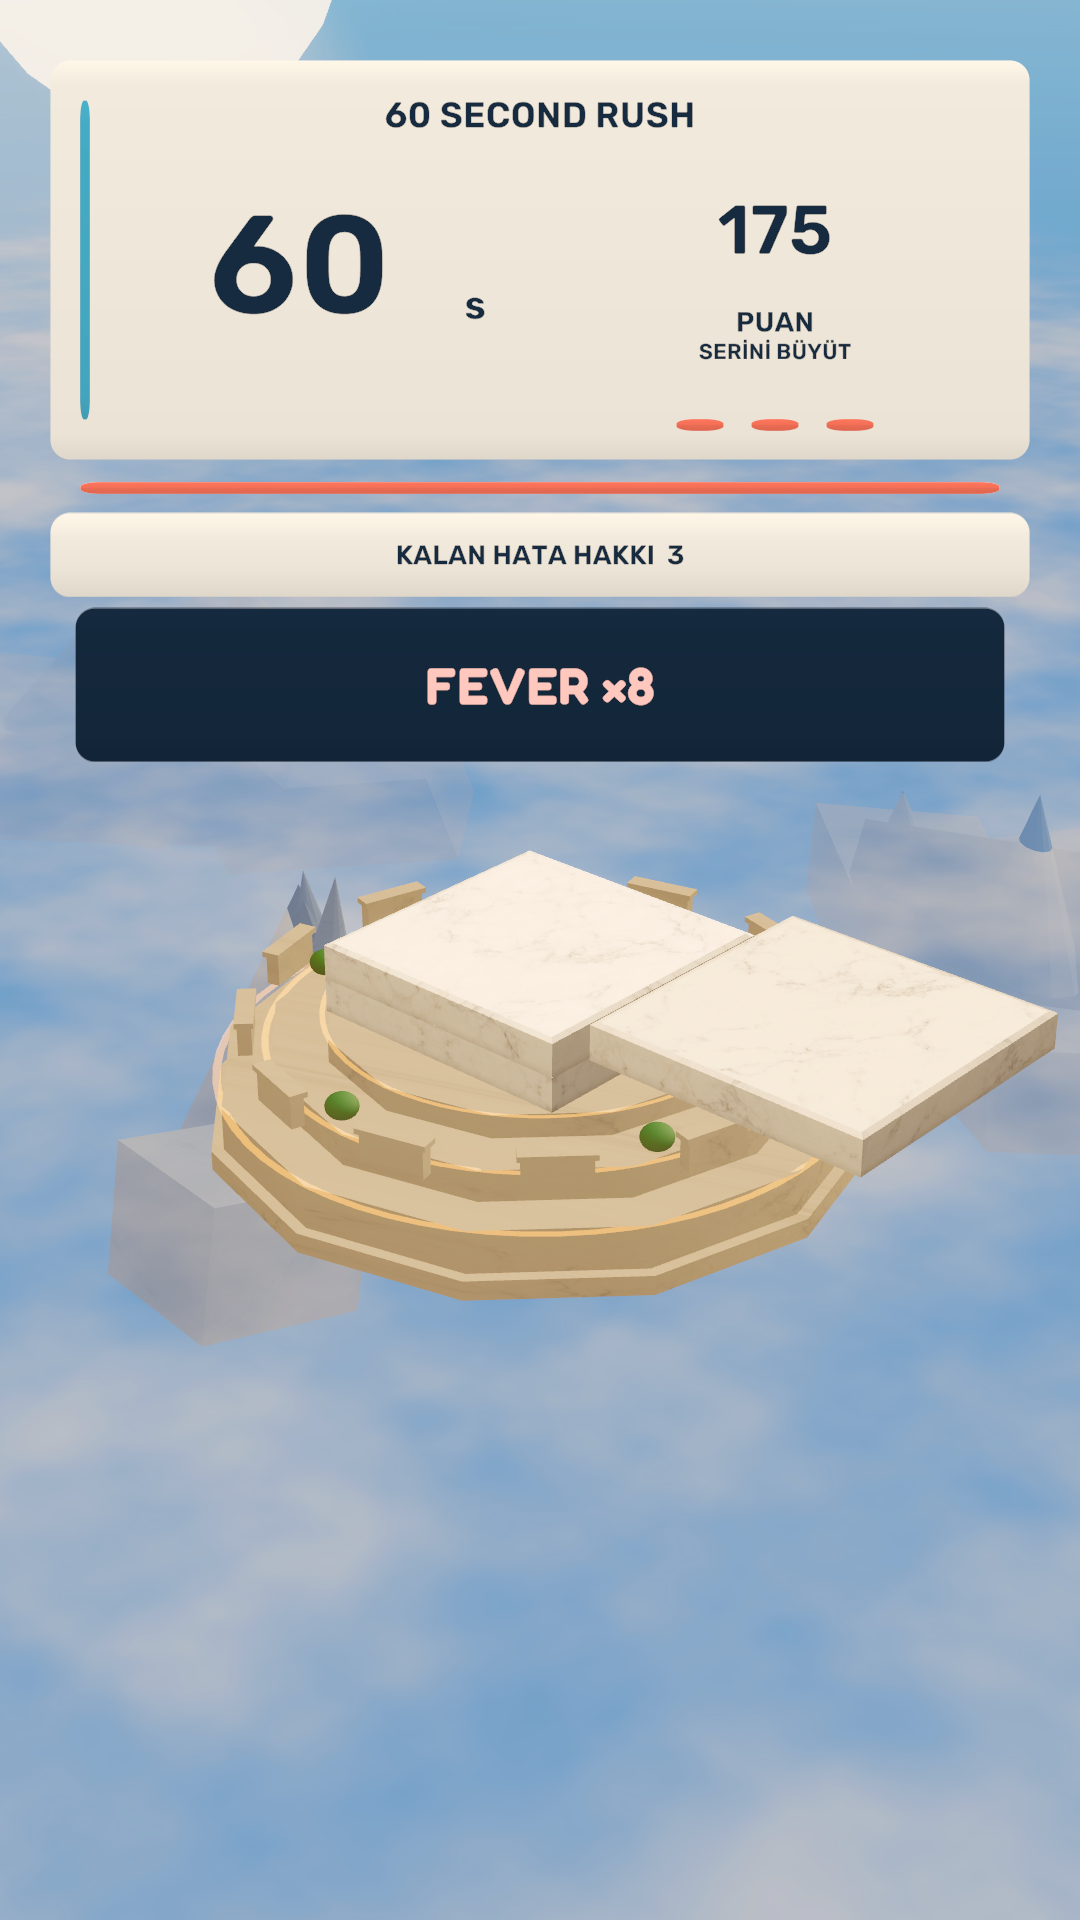 60 SECOND RUSH
60 s
175
PUAN
SERİNİ BÜYÜT
KALAN HATA HAKKI 3
FEVER ×8